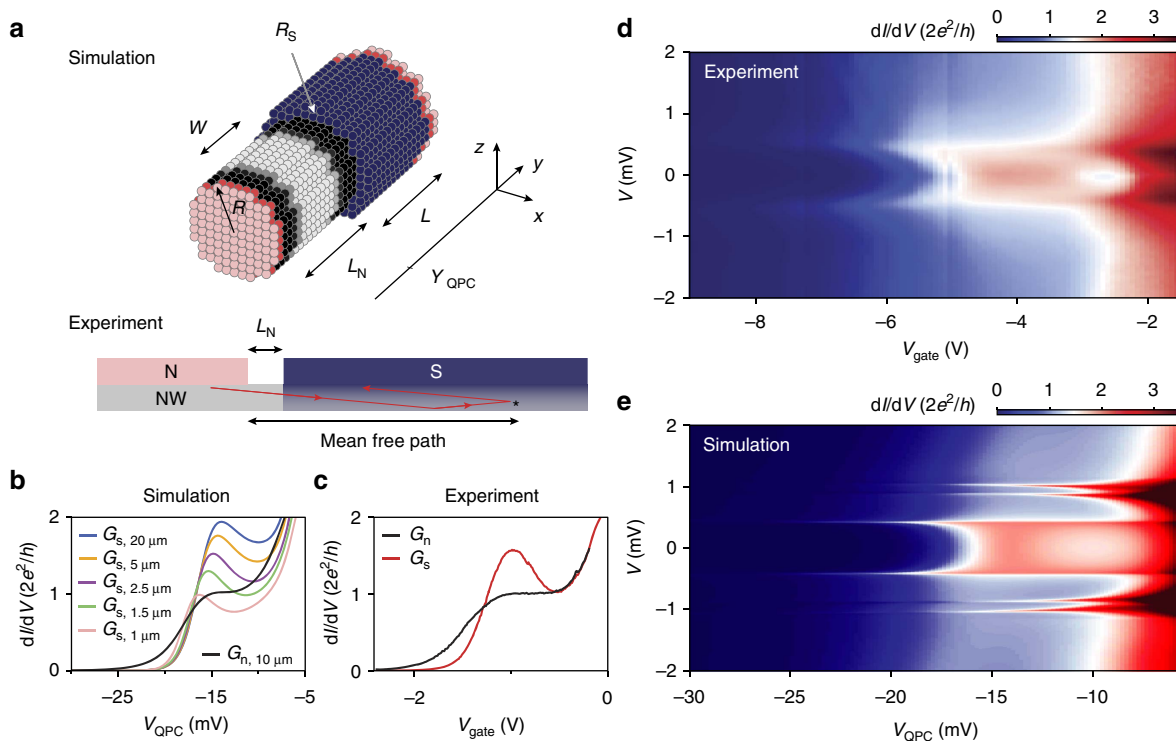 a
Simulation
R_S
W
R
L
L_N
Y_QPC
z
y
x
Experiment
L_N
N
S
NW
*
Mean free path
b
Simulation
dI/dV (2e²/h)
2
1
0
G_s, 20 μm
G_s, 5 μm
G_s, 2.5 μm
G_s, 1.5 μm
G_s, 1 μm
G_n, 10 μm
−25
−15
−5
V_QPC (mV)
c
Experiment
dI/dV (2e²/h)
2
1
0
G_n
G_s
−2
0
V_gate (V)
d
dI/dV (2e²/h)
0 1 2 3
Experiment
V (mV)
2
1
0
−1
−2
−8 −6 −4 −2
V_gate (V)
e
dI/dV (2e²/h)
0 1 2 3
Simulation
V (mV)
2
1
0
−1
−2
−30 −25 −20 −15 −10
V_QPC (mV)